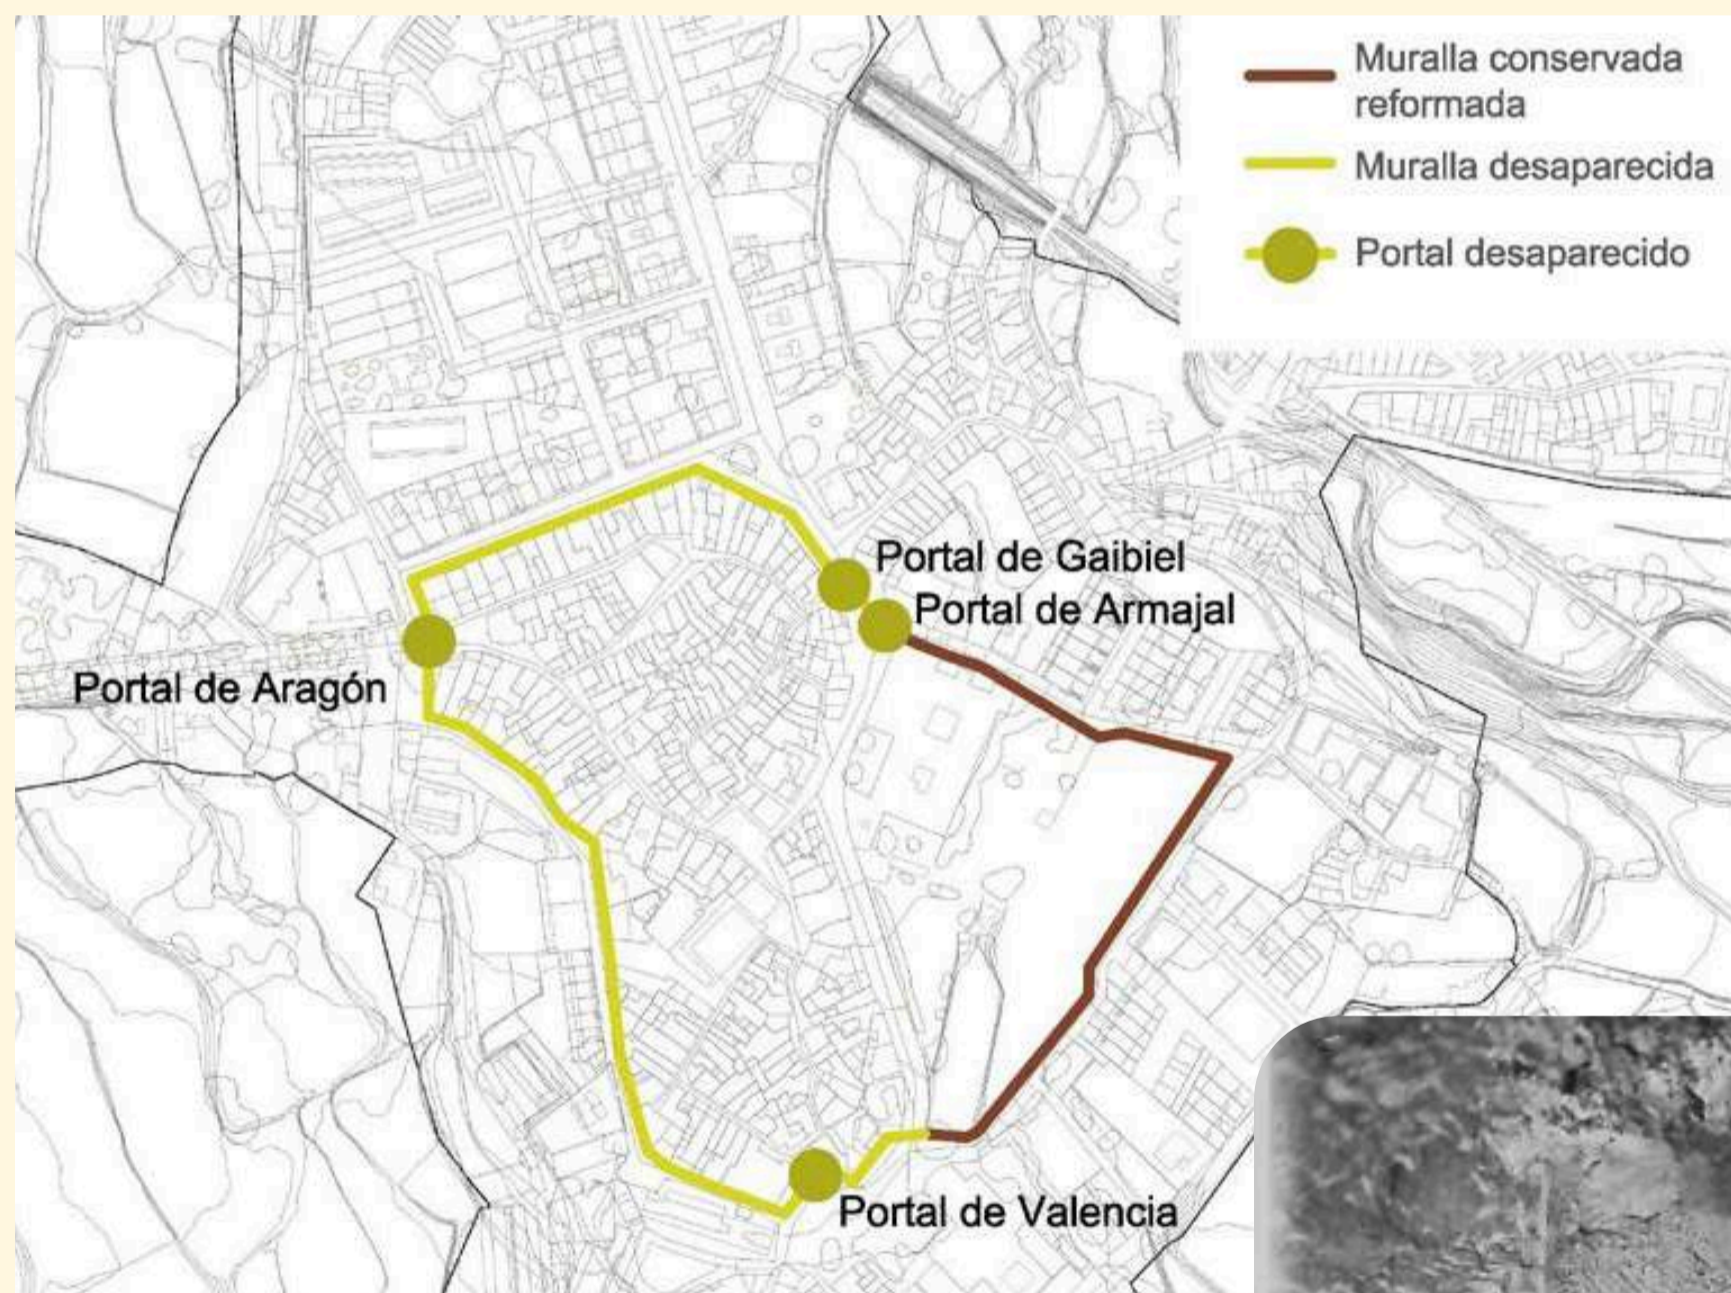 Muralla conservada
reformada
Muralla desaparecida
Portal desaparecido
Portal de Gaibiel
Portal de Armajal
Portal de Aragón
Portal de Valencia